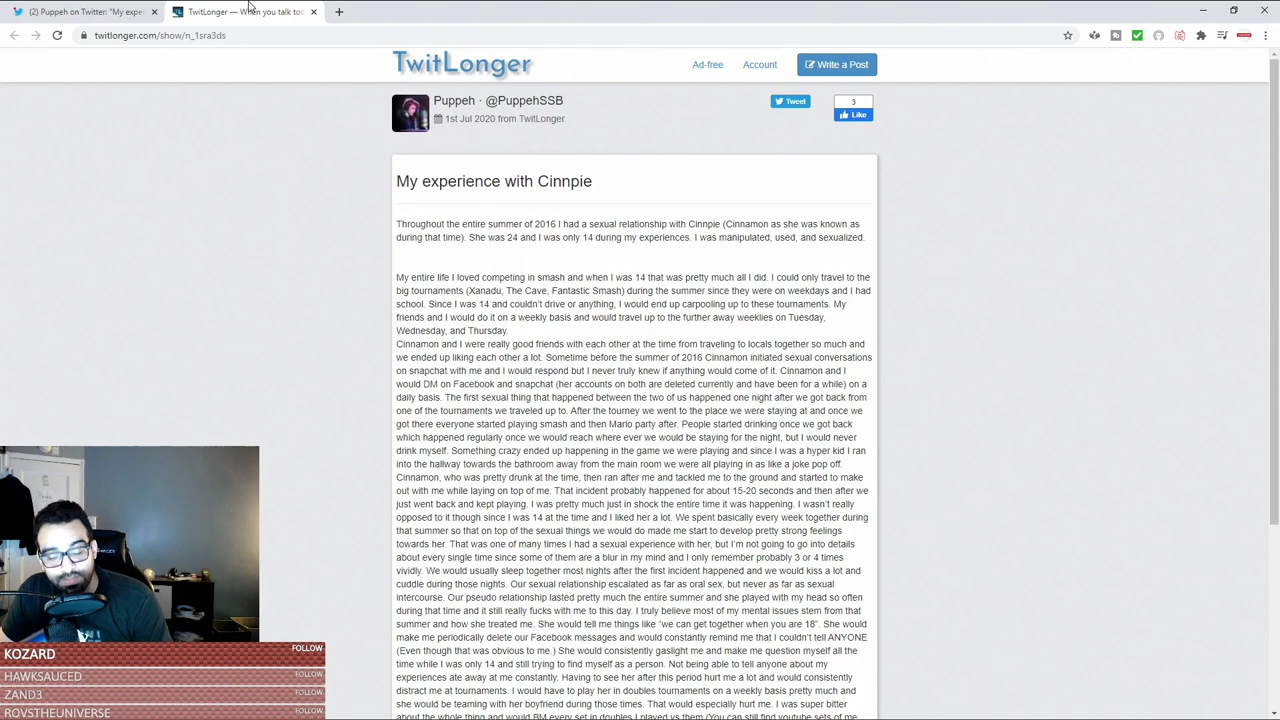 (2) Puppeh on Twitter: "My exper
TwitLonger — When you talk too
twitlonger.com/show/n_1sra3ds
TwitLonger
Ad-free
Account
Write a Post
Puppeh · @PuppehSSB
1st Jul 2020 from TwitLonger
Tweet
3
Like
My experience with Cinnpie
Throughout the entire summer of 2016 I had a sexual relationship with Cinnpie (Cinnamon as she was known as
during that time). She was 24 and I was only 14 during my experiences. I was manipulated, used, and sexualized.
My entire life I loved competing in smash and when I was 14 that was pretty much all I did. I could only travel to the
big tournaments (Xanadu, The Cave, Fantastic Smash) during the summer since they were on weekdays and I had
school. Since I was 14 and couldn't drive or anything, I would end up carpooling up to these tournaments. My
friends and I would do it on a weekly basis and would travel up to the further away weeklies on Tuesday,
Wednesday, and Thursday.
Cinnamon and I were really good friends with each other at the time from traveling to locals together so much and
we ended up liking each other a lot. Sometime before the summer of 2016 Cinnamon initiated sexual conversations
on snapchat with me and I would respond but I never truly knew if anything would come of it. Cinnamon and I
would DM on Facebook and snapchat (her accounts on both are deleted currently and have been for a while) on a
daily basis. The first sexual thing that happened between the two of us happened one night after we got back from
one of the tournaments we traveled up to. After the tourney we went to the place we were staying at and once we
got there everyone started playing smash and then Mario party after. People started drinking once we got back
which happened regularly once we would reach where ever we would be staying for the night, but I would never
drink myself. Something crazy ended up happening in the game we were playing and since I was a hyper kid I ran
into the hallway towards the bathroom away from the main room we were all playing in as like a joke pop off.
Cinnamon, who was pretty drunk at the time, then ran after me and tackled me to the ground and started to make
out with me while laying on top of me. That incident probably happened for about 15-20 seconds and then after we
just went back and kept playing. I was pretty much just in shock the entire time it was happening. I wasn't really
opposed to it though since I was 14 at the time and I liked her a lot. We spent basically every week together during
that summer so that on top of the sexual things we would do made me start to develop pretty strong feelings
towards her. That was one of many times I had a sexual experience with her, but I'm not going to go into details
about every single time since some of them are a blur in my mind and I only remember probably 3 or 4 times
vividly. We would usually sleep together most nights after the first incident happened and we would kiss a lot and
cuddle during those nights. Our sexual relationship escalated as far as oral sex, but never as far as sexual
intercourse. Our pseudo relationship lasted pretty much the entire summer and she played with my head so often
during that time and it still really fucks with me to this day. I truly believe most of my mental issues stem from that
summer and how she treated me. She would tell me things like "we can get together when you are 18". She would
make me periodically delete our Facebook messages and would constantly remind me that I couldn't tell ANYONE
(Even though that was obvious to me.) She would consistently gaslight me and make me question myself all the
time while I was only 14 and still trying to find myself as a person. Not being able to tell anyone about my
experiences ate away at me constantly. Having to see her after this period hurt me a lot and would consistently
distract me at tournaments. I would have to play her in doubles tournaments on a weekly basis pretty much and
she would be teaming with her boyfriend during those times. That would especially hurt me. I was super bitter
about the whole thing and would BM every set in doubles I played vs them (You can still find youtube sets of me
KOZARD FOLLOW
HAWKSAUCED FOLLOW
ZAND3 FOLLOW
ROVSTHEUNIVERSE FOLLOW